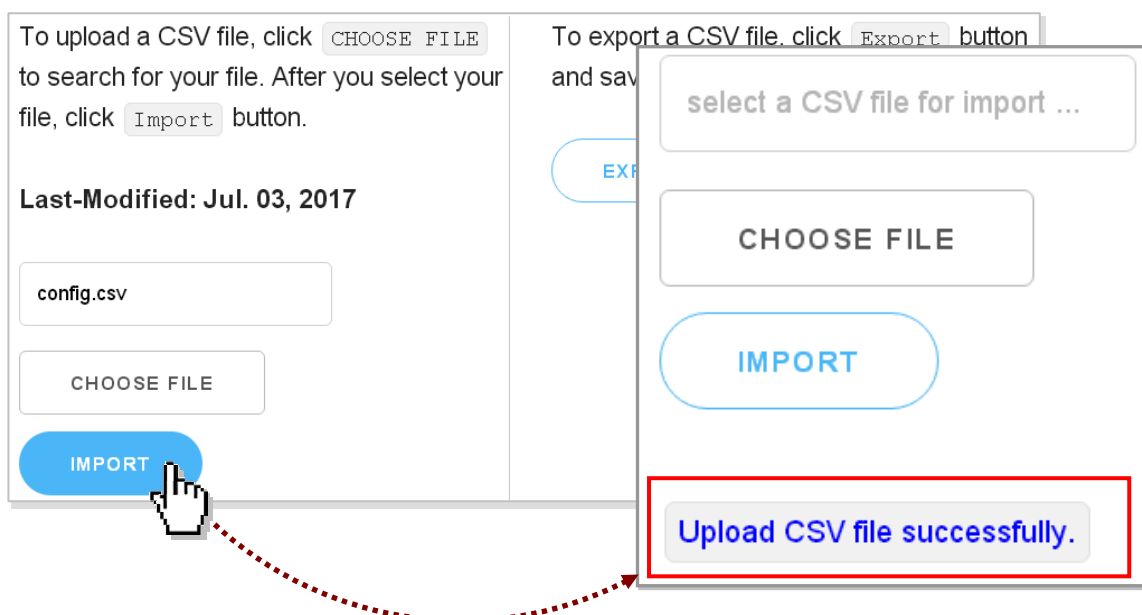 To upload a CSV file, click CHOOSE FILE
to search for your file. After you select your
file, click Import button.
Last-Modified: Jul. 03, 2017
config.csv
CHOOSE FILE
IMPORT
To export a CSV file, click Export button
and
select a CSV file for import ...
CHOOSE FILE
IMPORT
Upload CSV file successfully.